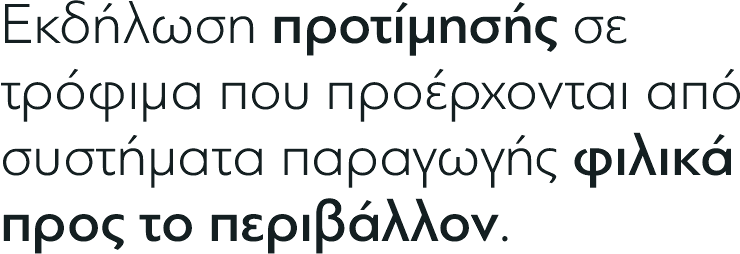 Εκδήλωση προτίμησής σε
τρόφιμα που προέρχονται από
συστήματα παραγωγής φιλικά
προς το περιβάλλον.